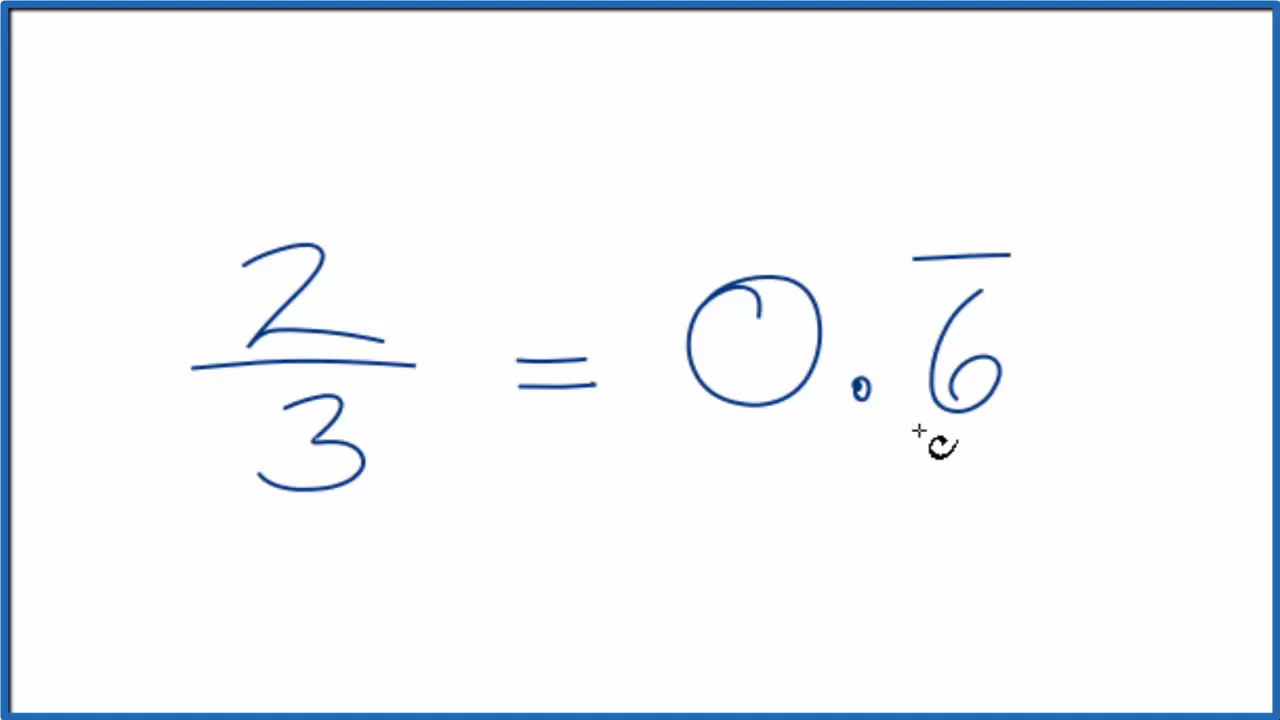 2/3 = 0.6̅